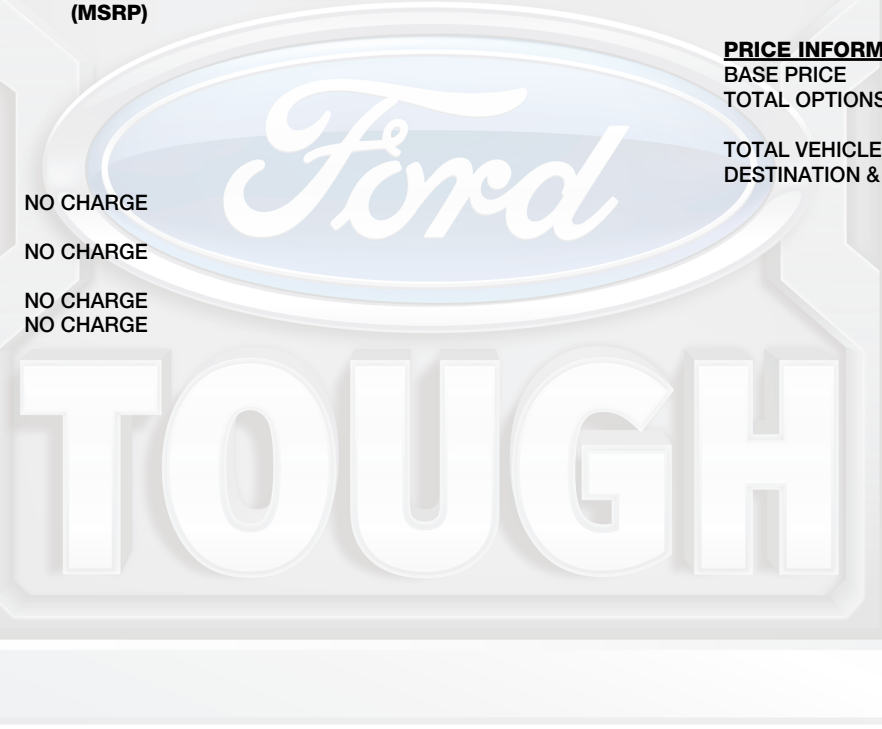 (MSRP)
NO CHARGE
NO CHARGE
NO CHARGE
NO CHARGE
PRICE INFORM
BASE PRICE
TOTAL OPTIONS
TOTAL VEHICLE
DESTINATION &
Ford
TOUGH